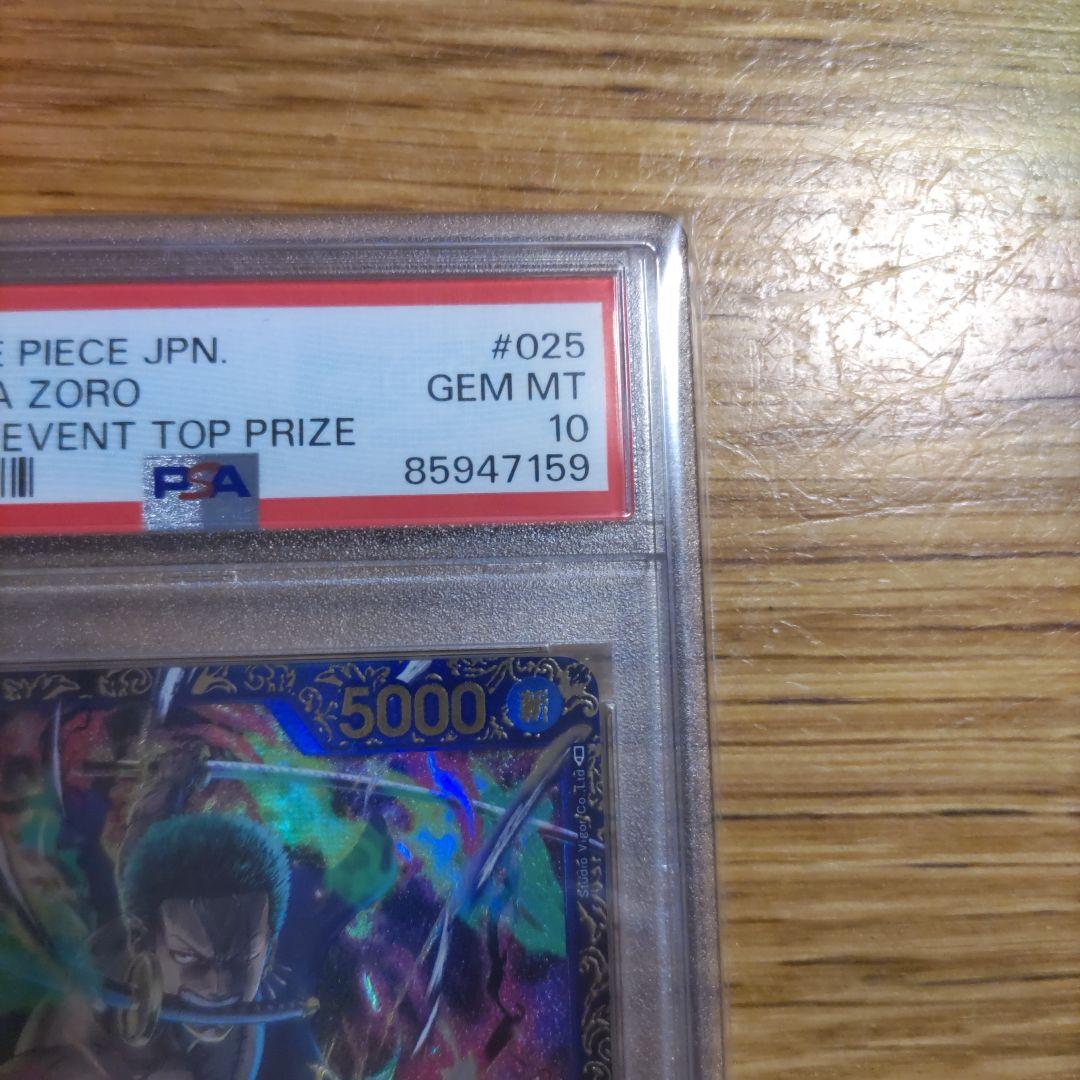 E PIECE JPN. #025
A ZORO GEM MT
EVENT TOP PRIZE 10
PSA 85947159
5000 斬
Studio Vigor Co.,Ltd